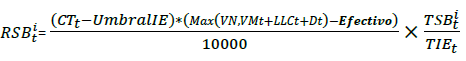 RSB_t^i = (CT_t−UmbralIE)*(Max(VN,VMt+LLCt+Dt)−Efectivo) / 10000 × TSB_t^i / TIE_t